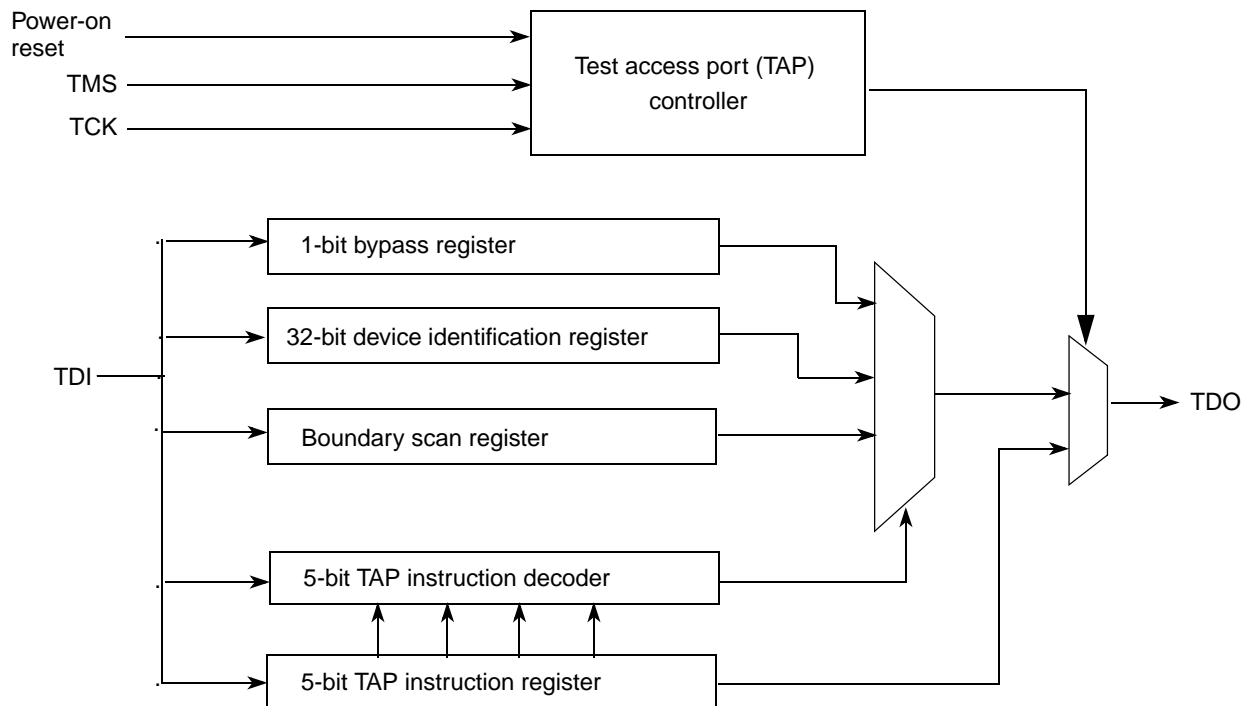 Power-on
reset
TMS
TCK
Test access port (TAP)
controller
1-bit bypass register
32-bit device identification register
TDI
Boundary scan register
TDO
5-bit TAP instruction decoder
5-bit TAP instruction register